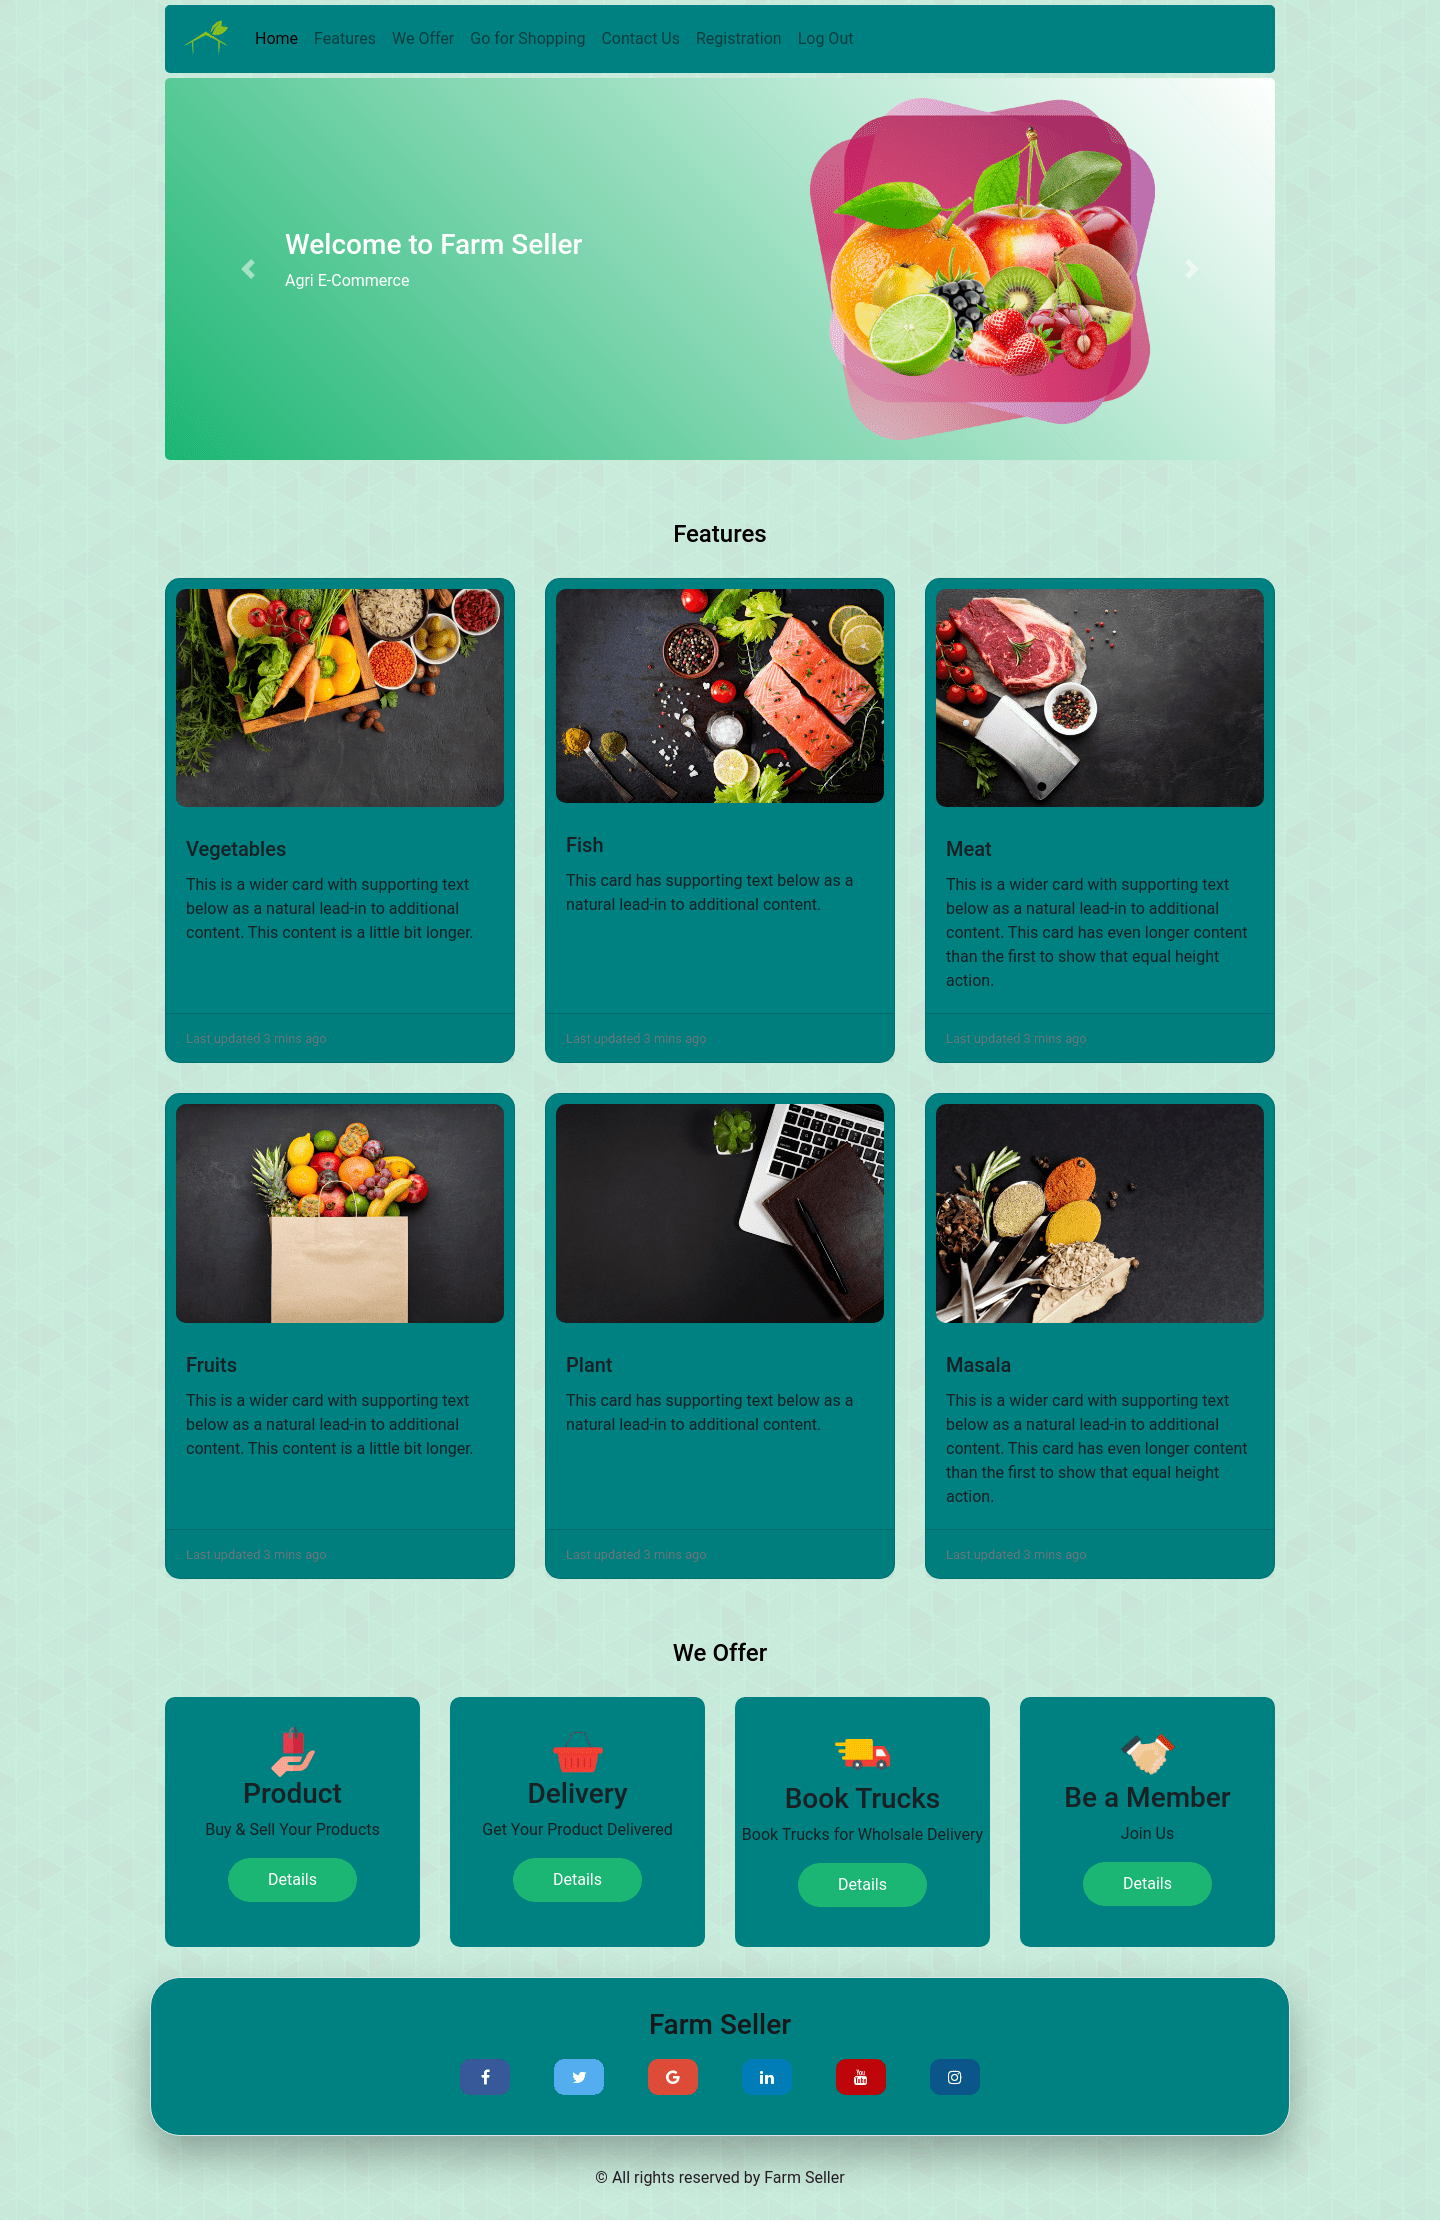 Home Features We Offer Go for Shopping Contact Us Registration Log Out
Welcome to Farm Seller
Agri E-Commerce
Features
Vegetables
This is a wider card with supporting text
below as a natural lead-in to additional
content. This content is a little bit longer.
Last updated 3 mins ago
Fish
This card has supporting text below as a
natural lead-in to additional content.
Last updated 3 mins ago
Meat
This is a wider card with supporting text
below as a natural lead-in to additional
content. This card has even longer content
than the first to show that equal height
action.
Last updated 3 mins ago
Fruits
This is a wider card with supporting text
below as a natural lead-in to additional
content. This content is a little bit longer.
Last updated 3 mins ago
Plant
This card has supporting text below as a
natural lead-in to additional content.
Last updated 3 mins ago
Masala
This is a wider card with supporting text
below as a natural lead-in to additional
content. This card has even longer content
than the first to show that equal height
action.
Last updated 3 mins ago
We Offer
Product
Buy & Sell Your Products
Details
Delivery
Get Your Product Delivered
Details
Book Trucks
Book Trucks for Wholsale Delivery
Details
Be a Member
Join Us
Details
Farm Seller
© All rights reserved by Farm Seller